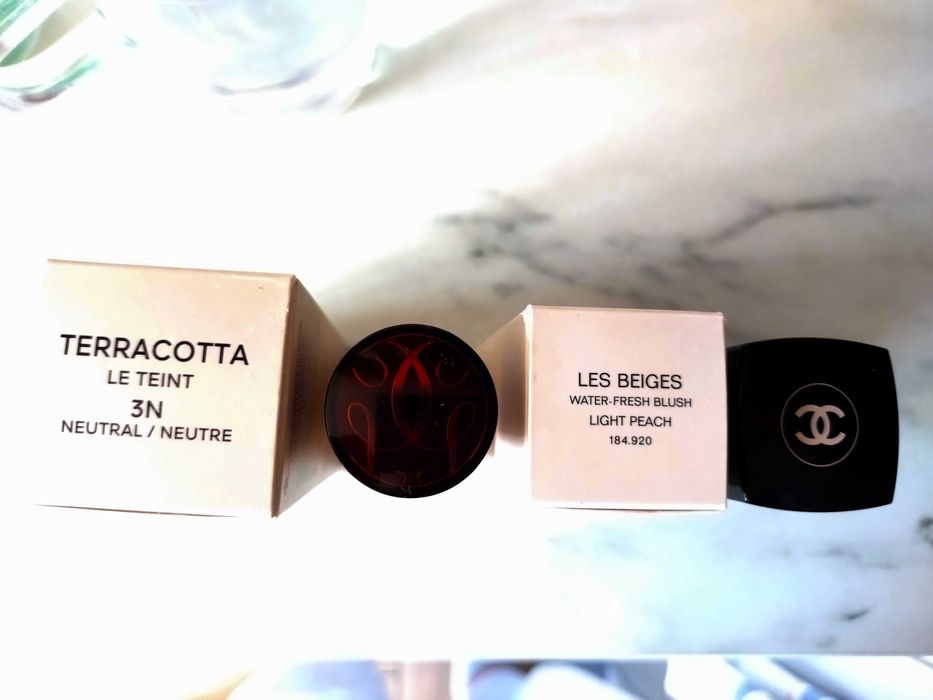 TERRACOTTA
LE TEINT
3N
NEUTRAL / NEUTRE
LES BEIGES
WATER-FRESH BLUSH
LIGHT PEACH
184.920